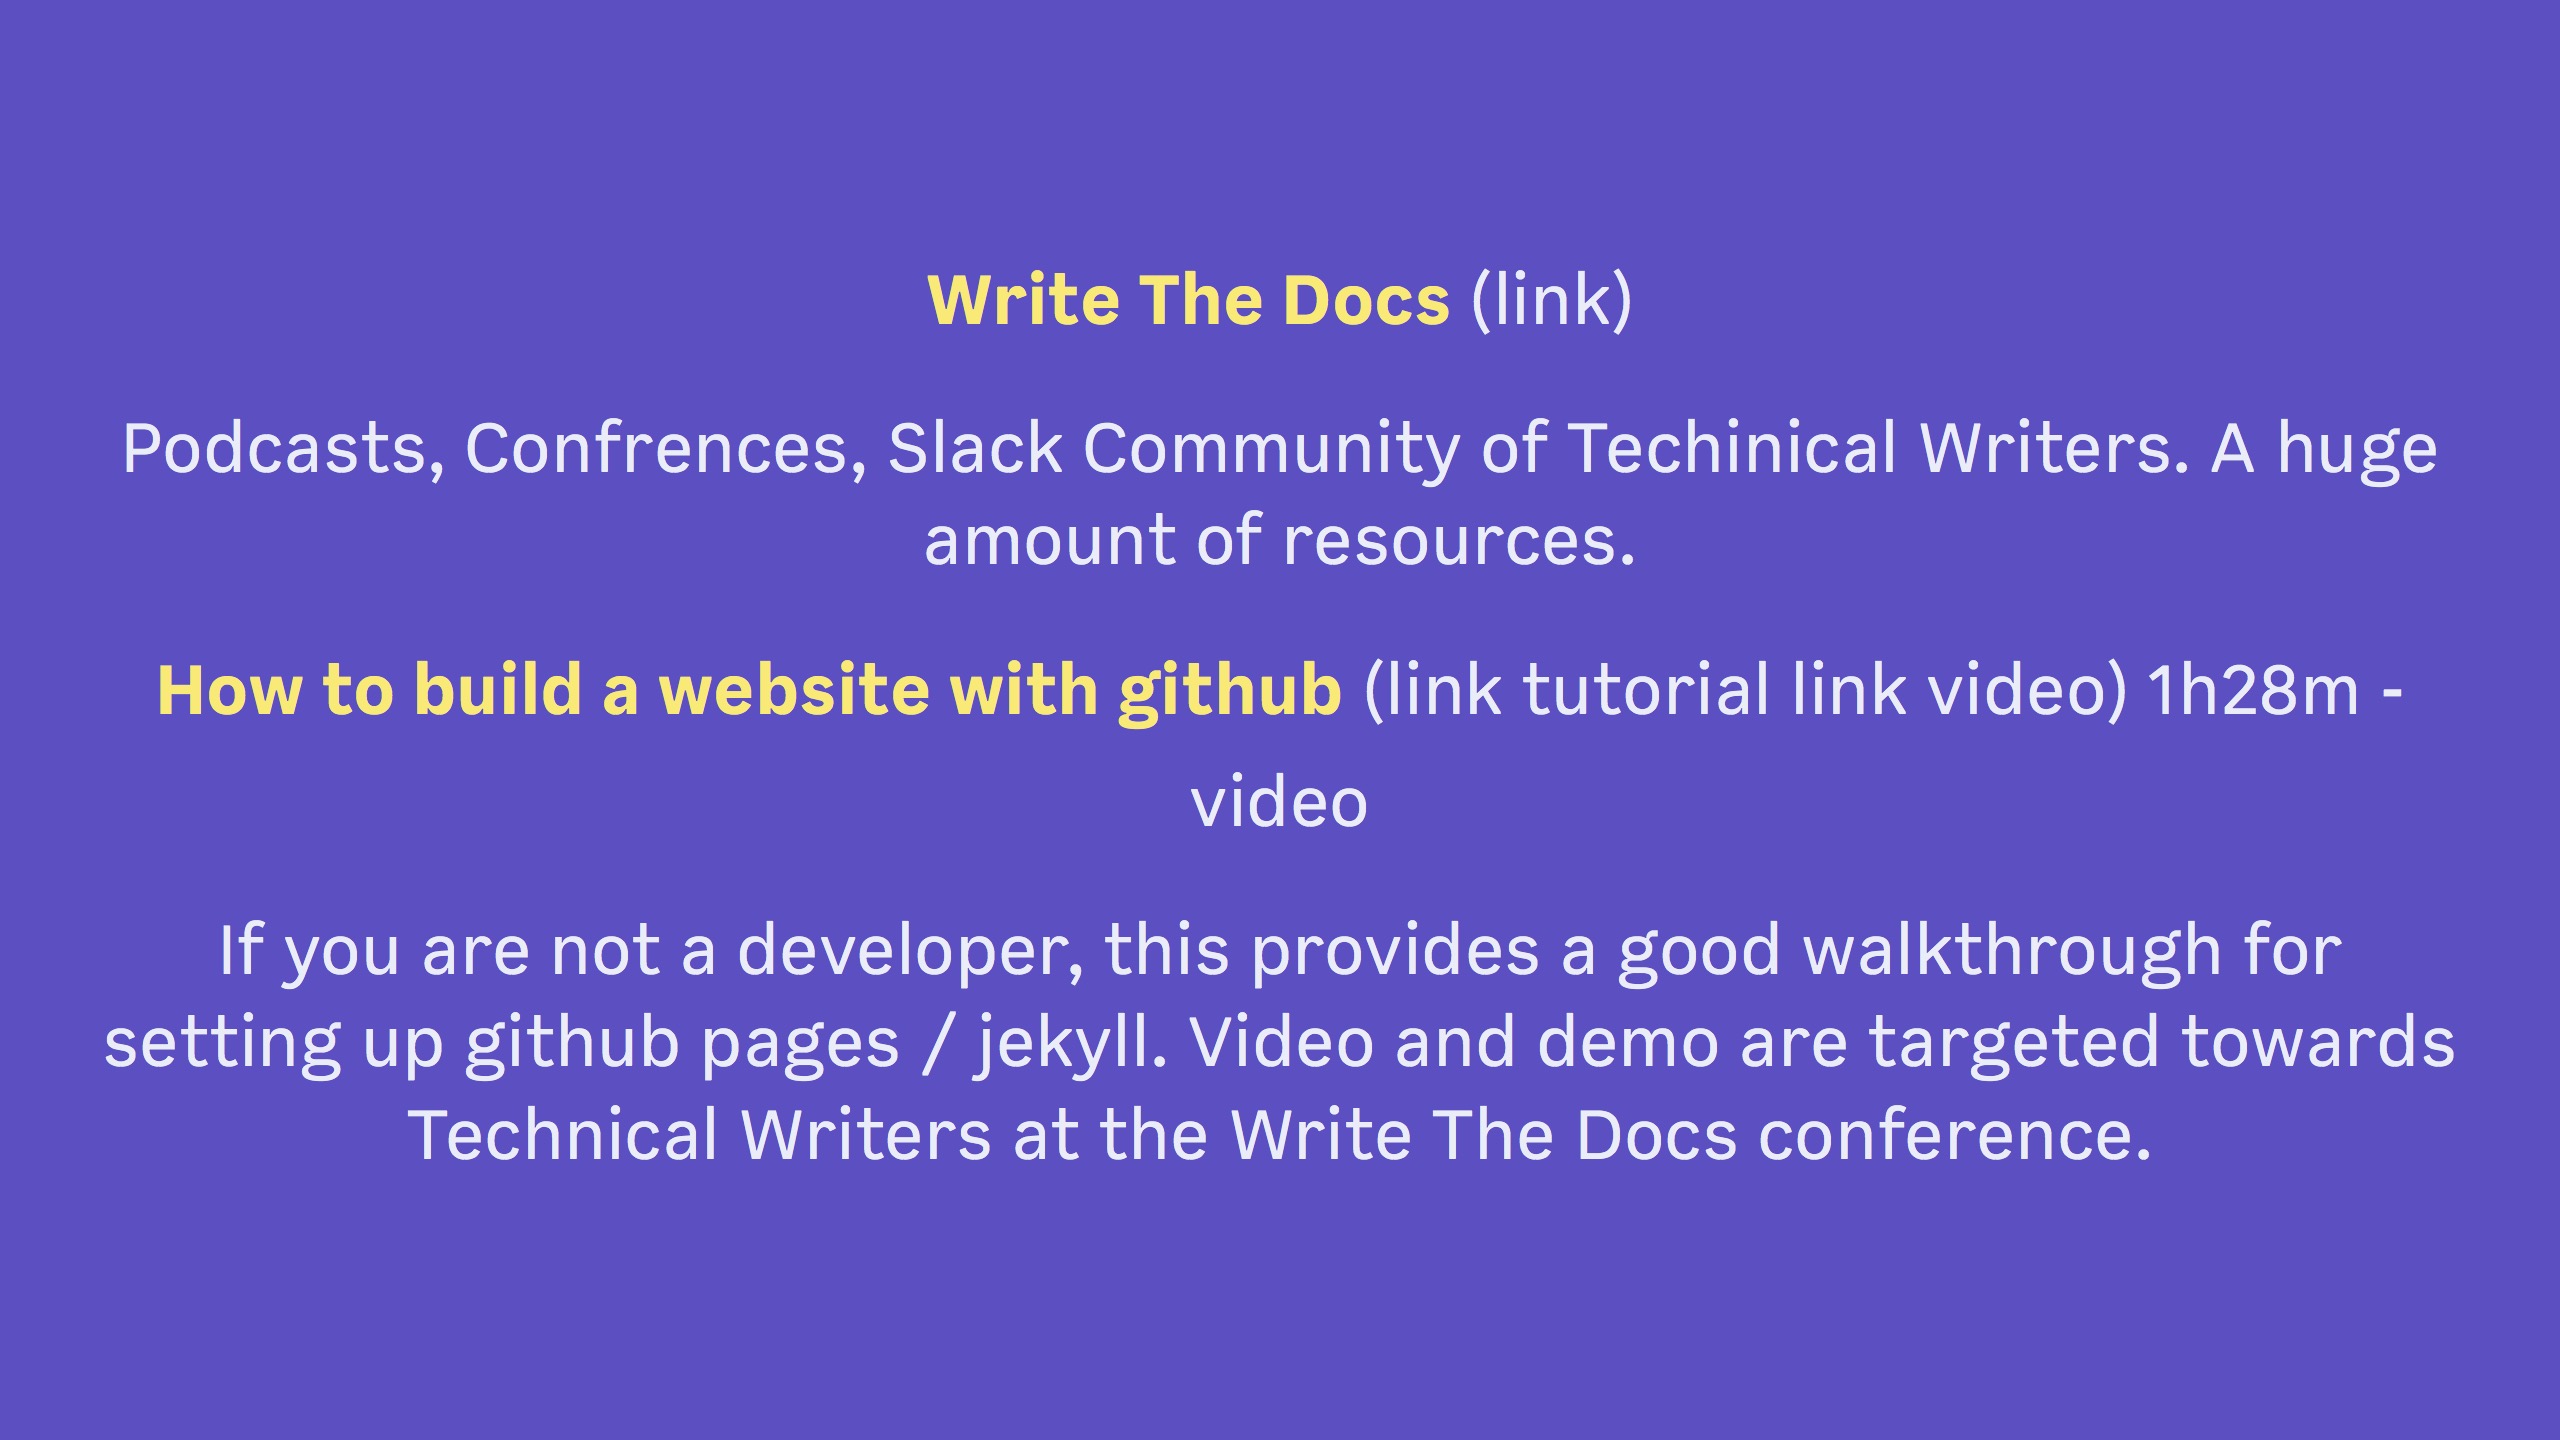 Write The Docs (link)
Podcasts, Confrences, Slack Community of Techinical Writers. A huge
amount of resources.
How to build a website with github (link tutorial link video) 1h28m -
video
If you are not a developer, this provides a good walkthrough for
setting up github pages / jekyll. Video and demo are targeted towards
Technical Writers at the Write The Docs conference.